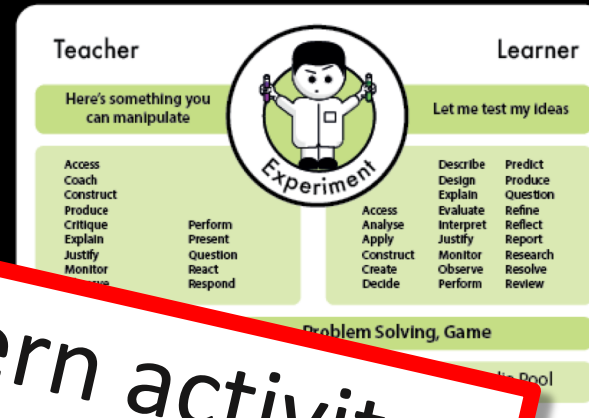 Teacher
Learner
Here's something you
can manipulate
Let me test my ideas
Experiment
Access
Coach
Construct
Produce
Critique
Explain
Justify
Monitor
Perform
Present
Question
React
Respond
Access
Analyse
Apply
Construct
Create
Decide
Describe
Design
Explain
Evaluate
Interpret
Justify
Monitor
Observe
Perform
Predict
Produce
Question
Refine
Reflect
Report
Research
Resolve
Review
Problem Solving, Game
Pool